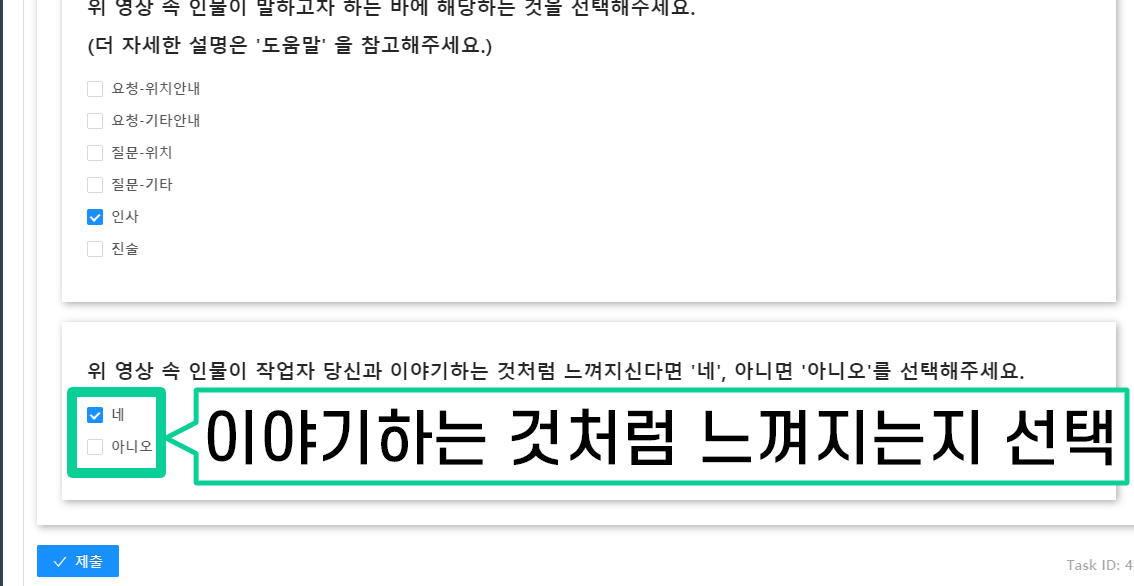 위 영상 속 인물이 말하고자 하는 바에 해당하는 것을 선택해주세요.
(더 자세한 설명은 '도움말' 을 참고해주세요.)
요청-위치안내
요청-기타안내
질문-위치
질문-기타
인사
진술
위 영상 속 인물이 작업자 당신과 이야기하는 것처럼 느껴지신다면 '네', 아니면 '아니오'를 선택해주세요.
네
아니오
이야기하는 것처럼 느껴지는지 선택
제출
Task ID: 4